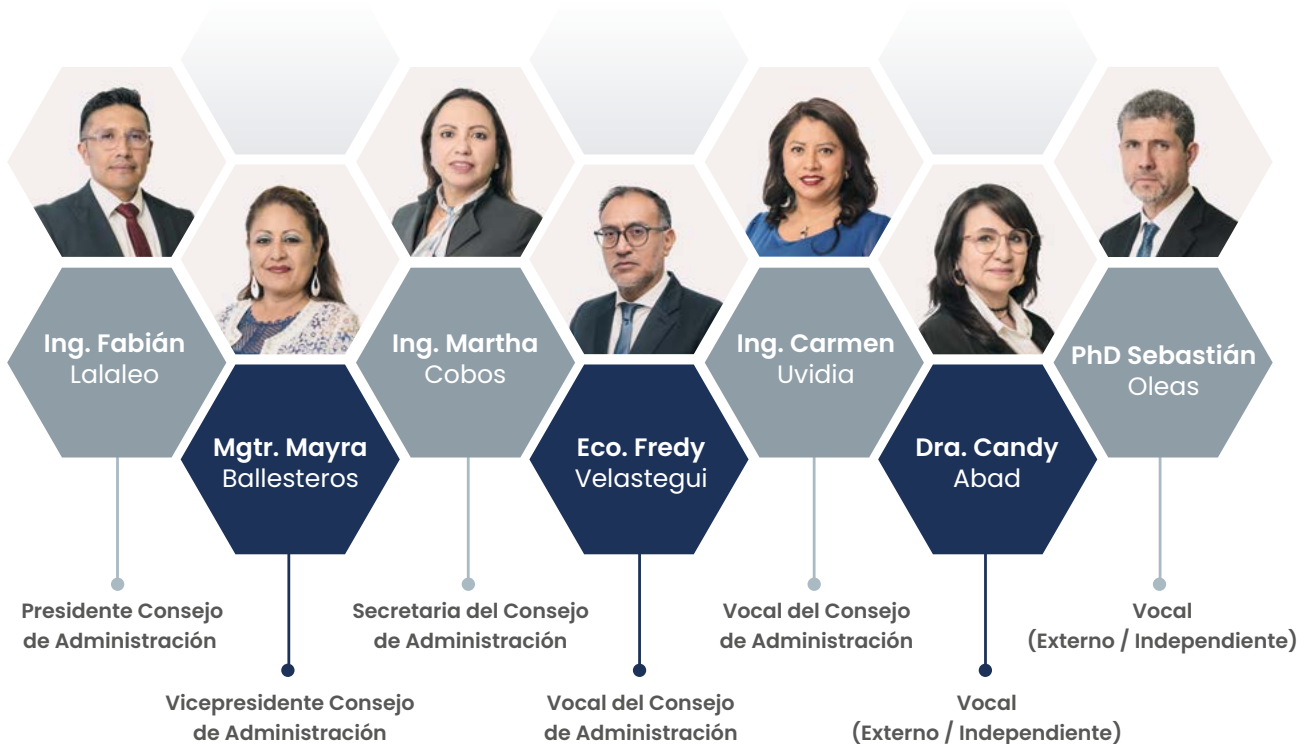 Ing. Fabián
Lalaleo
Presidente Consejo
de Administración
Mgtr. Mayra
Ballesteros
Vicepresidente Consejo
de Administración
Ing. Martha
Cobos
Secretaria del Consejo
de Administración
Eco. Fredy
Velastegui
Vocal del Consejo
de Administración
Ing. Carmen
Uvidia
Vocal del Consejo
de Administración
Dra. Candy
Abad
Vocal
(Externo / Independiente)
PhD Sebastián
Oleas
Vocal
(Externo / Independiente)